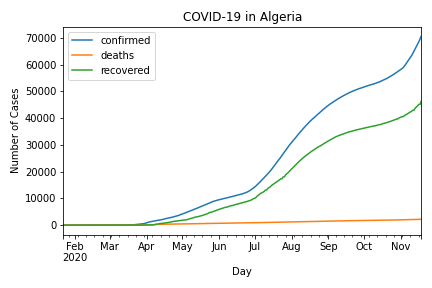 COVID-19 in Algeria
confirmed
deaths
recovered
70000
60000
50000
40000
30000
20000
10000
0
Number of Cases
Feb Mar Apr May Jun Jul Aug Sep Oct Nov
2020
Day